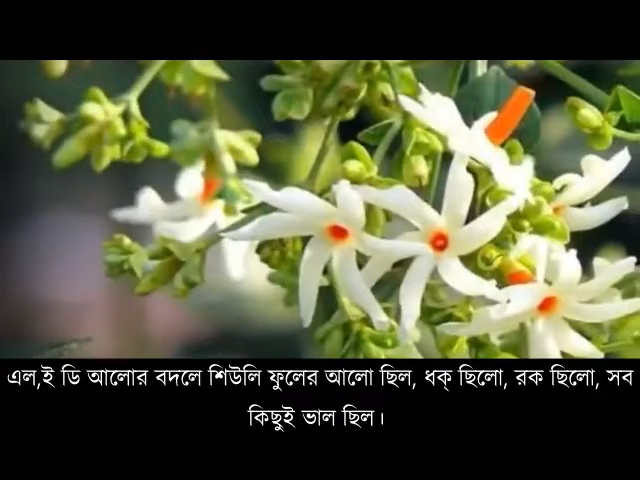 এল,ই ডি আলোর বদলে শিউলি ফুলের আলো ছিল, ধক্ ছিলো, রক ছিলো, সব
কিছুই ভাল ছিল।